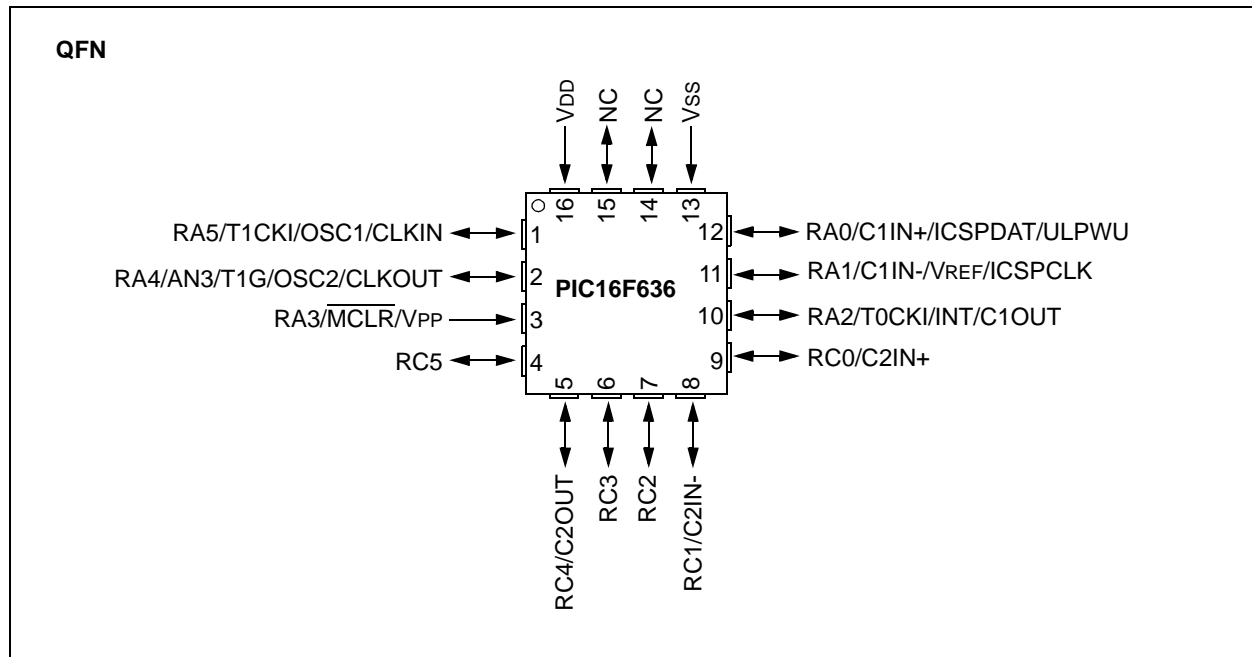 QFN
VDD
NC
NC
VSS
16
15
14
13
RA5/T1CKI/OSC1/CLKIN
1
12
RA0/C1IN+/ICSPDAT/ULPWU
RA4/AN3/T1G/OSC2/CLKOUT
2
11
RA1/C1IN-/VREF/ICSPCLK
PIC16F636
RA3/MCLR/VPP
3
10
RA2/T0CKI/INT/C1OUT
RC5
4
9
RC0/C2IN+
5
6
7
8
RC4/C2OUT
RC3
RC2
RC1/C2IN-